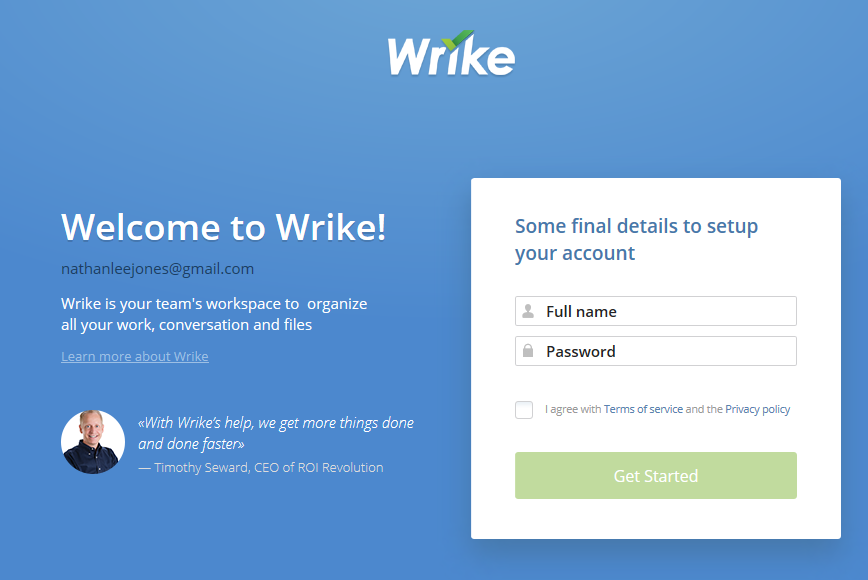 Wrike
Welcome to Wrike!
nathanleejones@gmail.com
Wrike is your team's workspace to organize
all your work, conversation and files
Learn more about Wrike
«With Wrike’s help, we get more things done
and done faster»
— Timothy Seward, CEO of ROI Revolution
Some final details to setup
your account
Full name
Password
I agree with Terms of service and the Privacy policy
Get Started